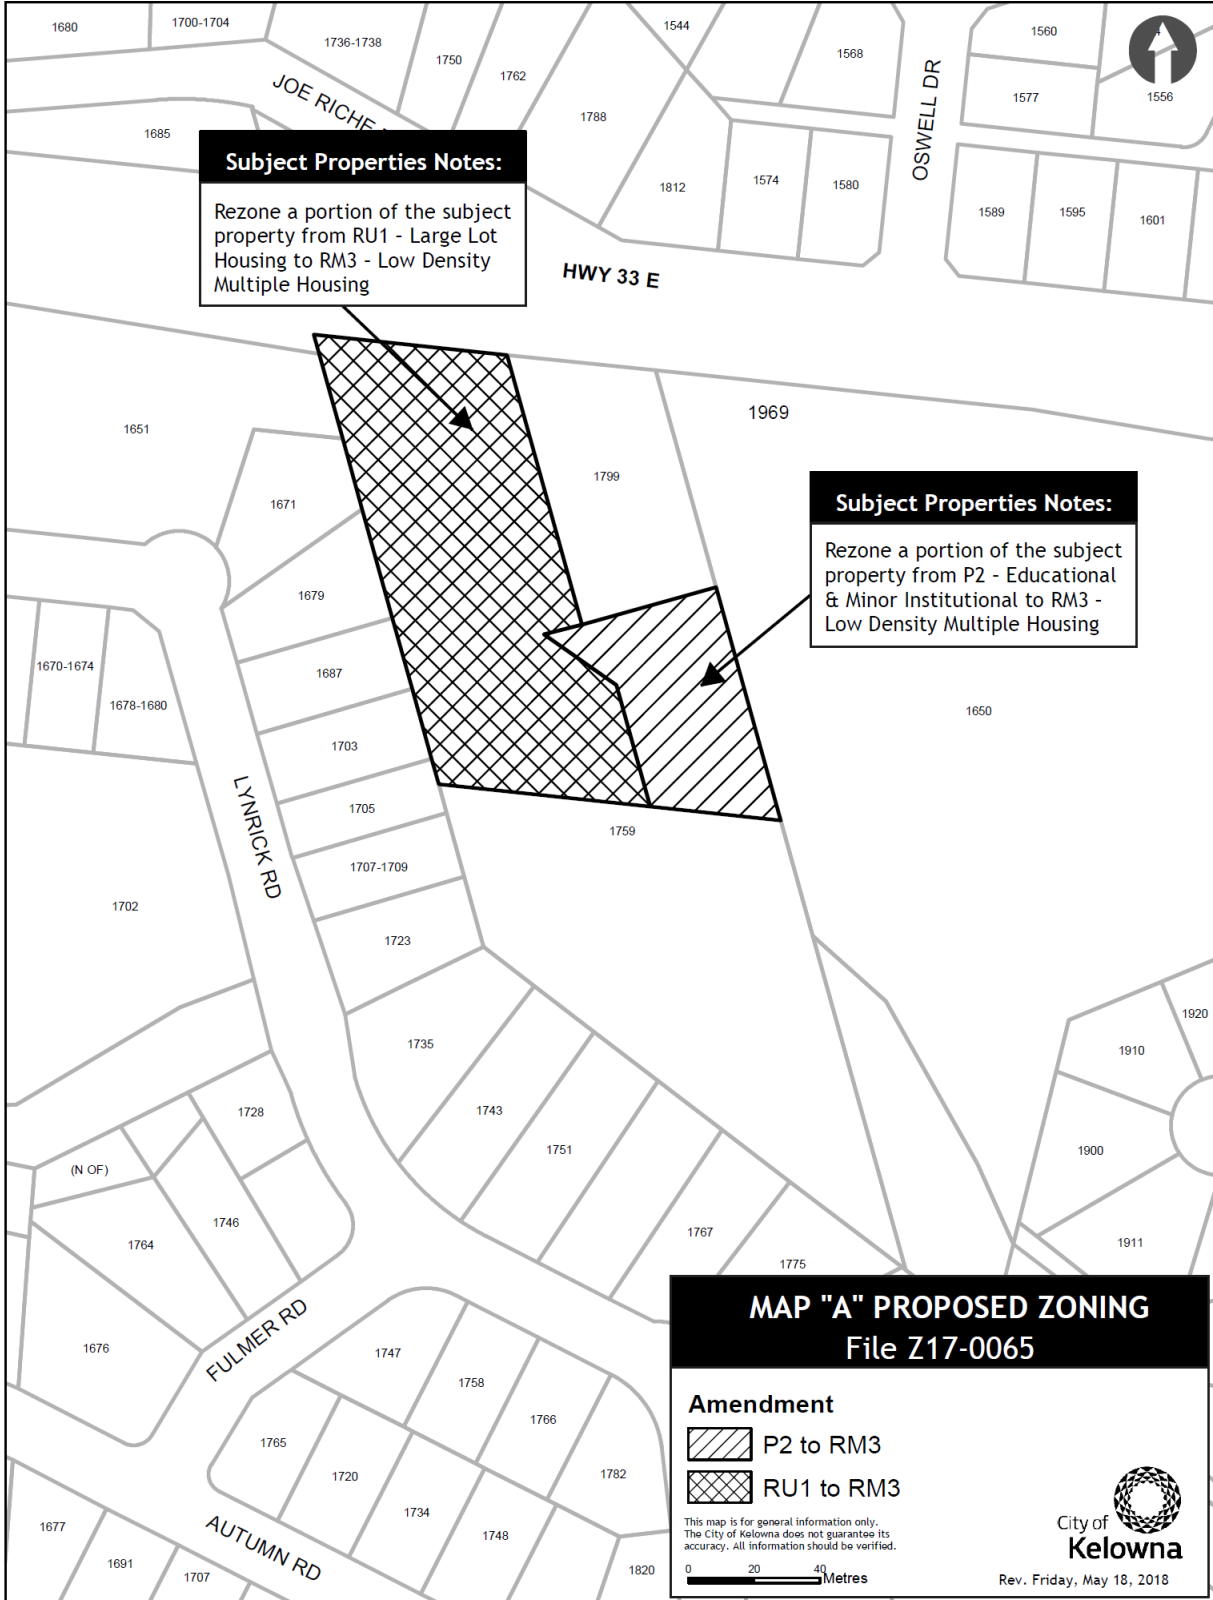 1680
1700-1704
1736-1738
1750
1762
1544
1568
1560
1577
1556
JOE RICHE
1685
1788
1812
1574
1580
OSWELL DR
1589
1595
1601
Subject Properties Notes:
Rezone a portion of the subject
property from RU1 - Large Lot
Housing to RM3 - Low Density
Multiple Housing
HWY 33 E
1651
1969
1671
1799
Subject Properties Notes:
Rezone a portion of the subject
property from P2 - Educational
& Minor Institutional to RM3 -
Low Density Multiple Housing
1679
1670-1674
1687
1678-1680
1650
1703
LYNRICK RD
1705
1759
1707-1709
1702
1723
1735
1920
1910
1728
1743
1751
1900
(N OF)
1746
1764
1767
1775
1911
FULMER RD
1676
1747
1758
1766
1765
1720
1782
1734
1748
1677
AUTUMN RD
1691
1707
1820
MAP "A" PROPOSED ZONING
File Z17-0065
Amendment
P2 to RM3
RU1 to RM3
This map is for general information only.
The City of Kelowna does not guarantee its
accuracy. All information should be verified.
0 20 40 Metres
City of
Kelowna
Rev. Friday, May 18, 2018